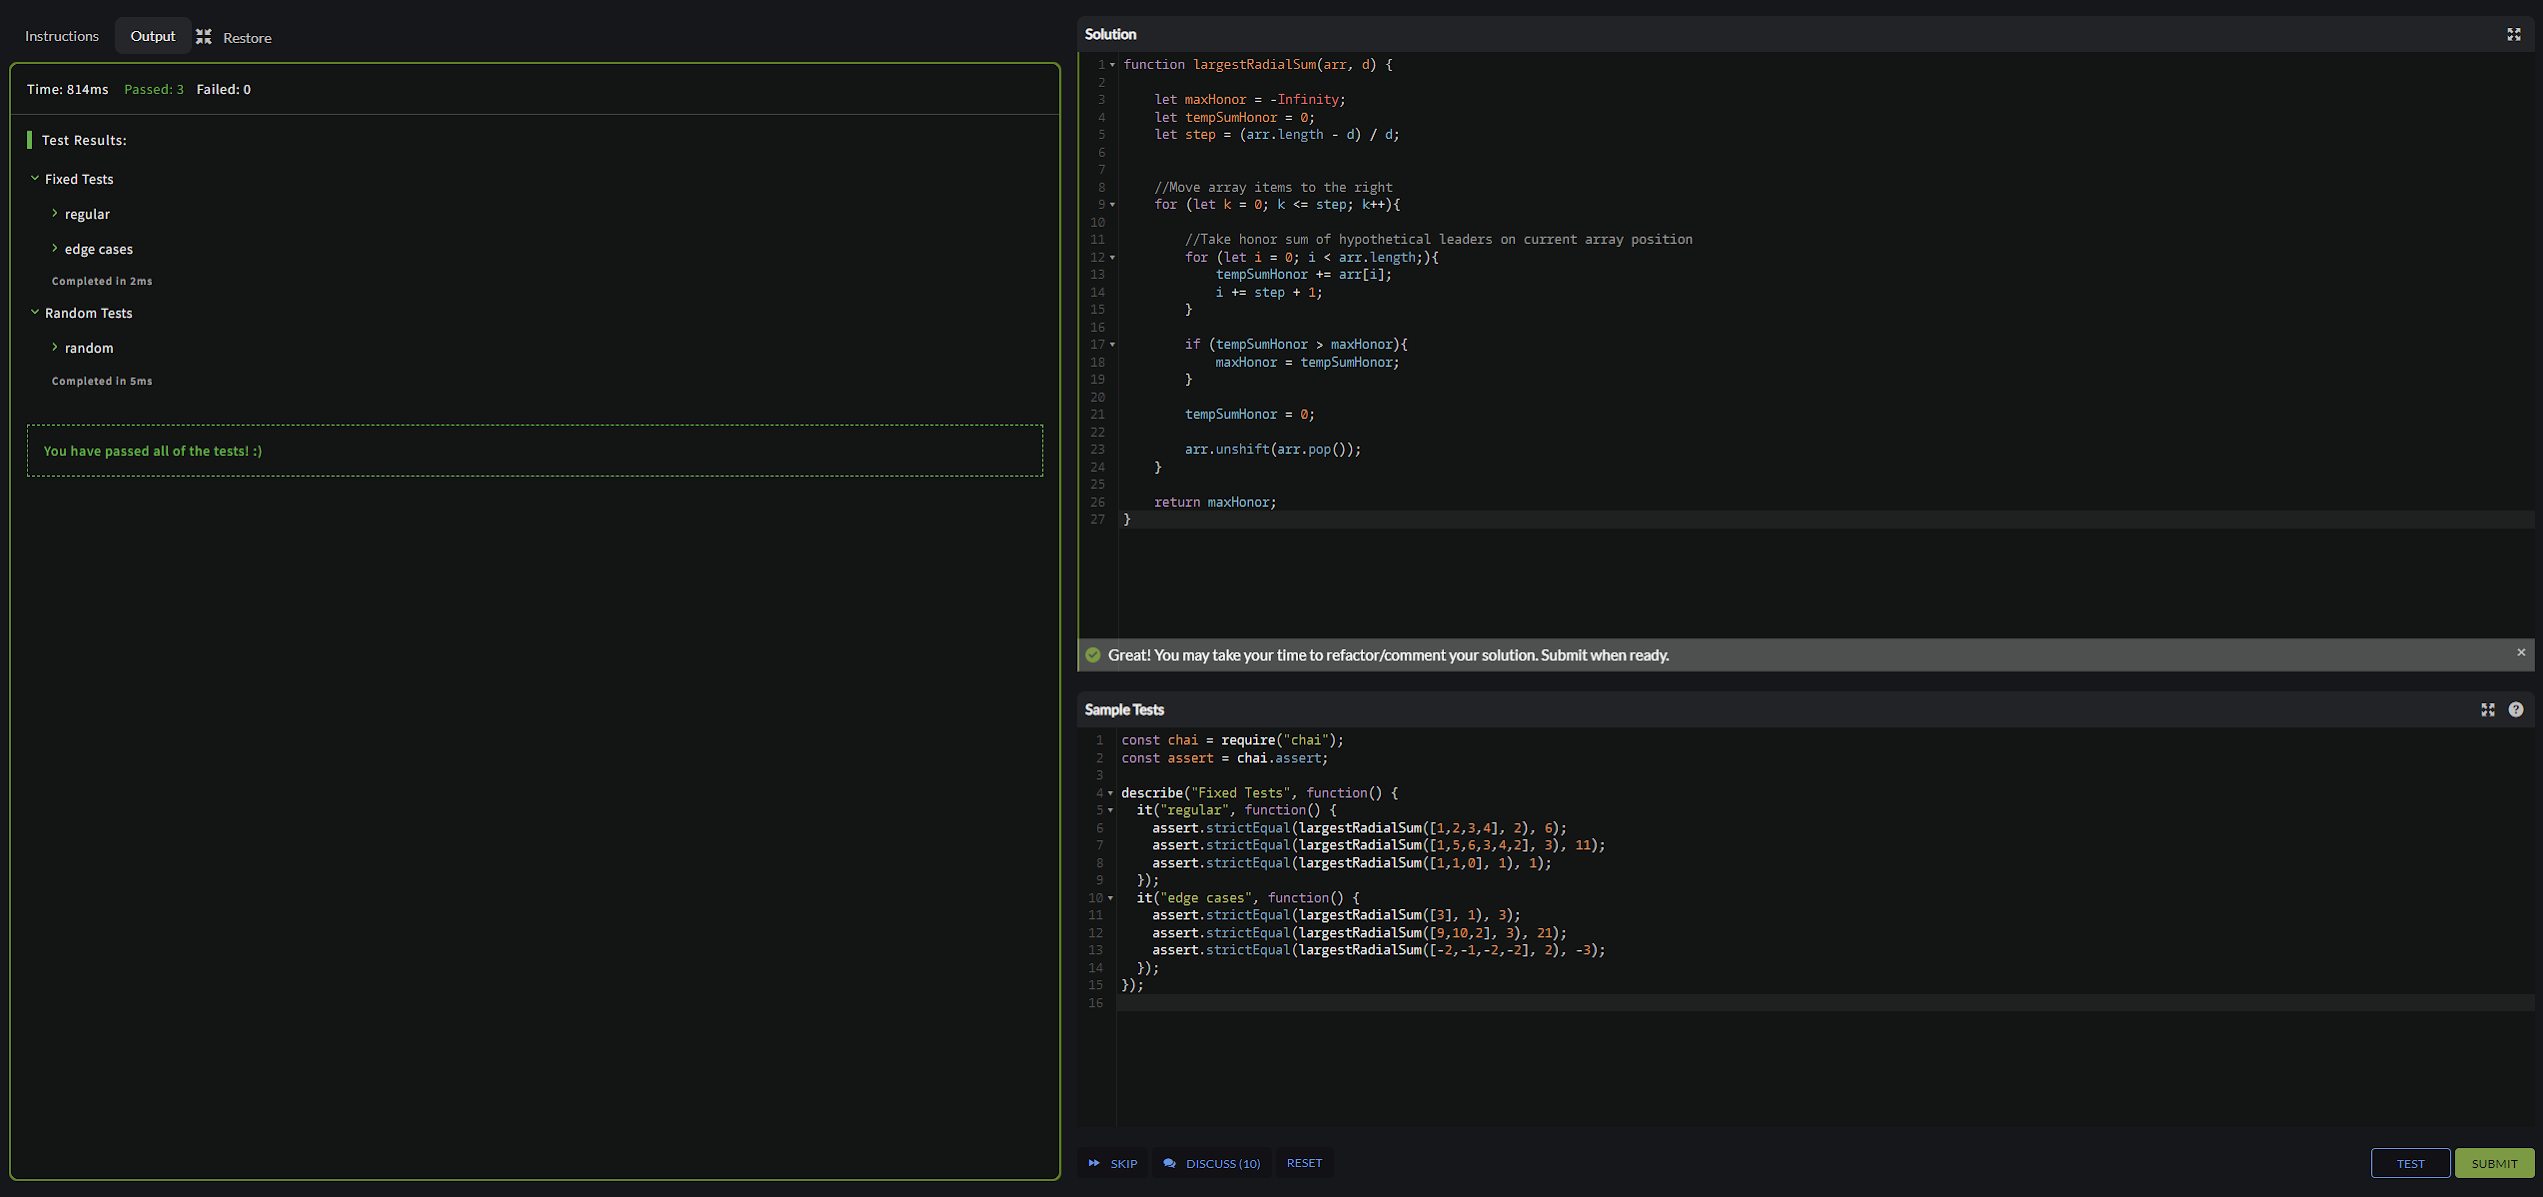 Instructions Output Restore
Time: 814ms Passed: 3 Failed: 0
Test Results:
Fixed Tests
regular
edge cases
Completed in 2ms
Random Tests
random
Completed in 5ms
You have passed all of the tests! :)
Solution
1 function largestRadialSum(arr, d) {
2
3     let maxHonor = -Infinity;
4     let tempSumHonor = 0;
5     let step = (arr.length - d) / d;
6
7
8     //Move array items to the right
9     for (let k = 0; k <= step; k++){
10
11         //Take honor sum of hypothetical leaders on current array position
12         for (let i = 0; i < arr.length;){
13             tempSumHonor += arr[i];
14             i += step + 1;
15         }
16
17         if (tempSumHonor > maxHonor){
18             maxHonor = tempSumHonor;
19         }
20
21         tempSumHonor = 0;
22
23         arr.unshift(arr.pop());
24     }
25
26     return maxHonor;
27 }
Great! You may take your time to refactor/comment your solution. Submit when ready.
Sample Tests
1 const chai = require("chai");
2 const assert = chai.assert;
3
4 describe("Fixed Tests", function() {
5   it("regular", function() {
6     assert.strictEqual(largestRadialSum([1,2,3,4], 2), 6);
7     assert.strictEqual(largestRadialSum([1,5,6,3,4,2], 3), 11);
8     assert.strictEqual(largestRadialSum([1,1,0], 1), 1);
9   });
10   it("edge cases", function() {
11     assert.strictEqual(largestRadialSum([3], 1), 3);
12     assert.strictEqual(largestRadialSum([9,10,2], 3), 21);
13     assert.strictEqual(largestRadialSum([-2,-1,-2,-2], 2), -3);
14   });
15 });
16
SKIP DISCUSS (10) RESET TEST SUBMIT